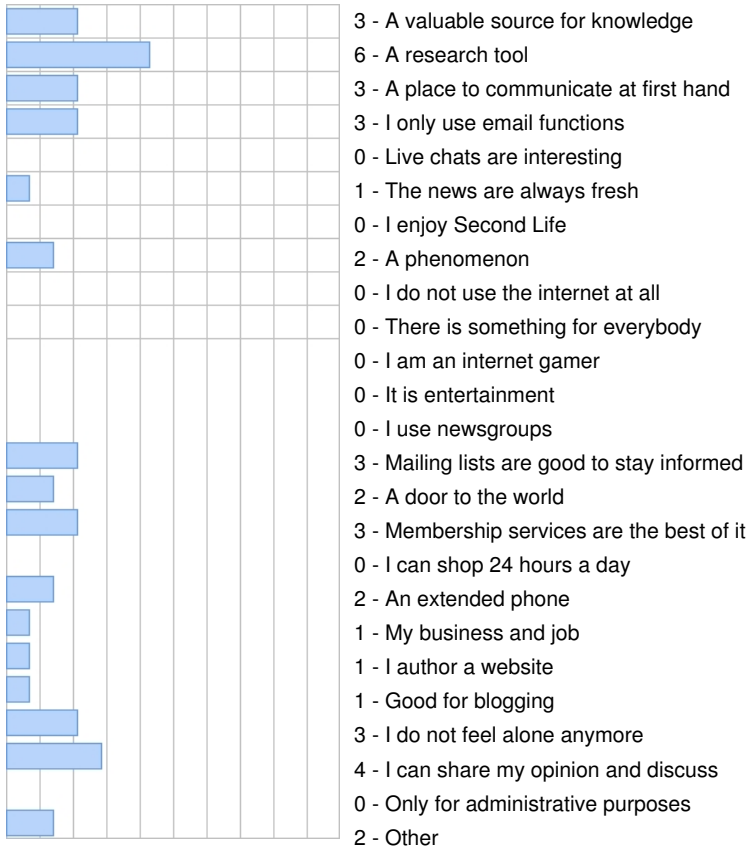 3 - A valuable source for knowledge
6 - A research tool
3 - A place to communicate at first hand
3 - I only use email functions
0 - Live chats are interesting
1 - The news are always fresh
0 - I enjoy Second Life
2 - A phenomenon
0 - I do not use the internet at all
0 - There is something for everybody
0 - I am an internet gamer
0 - It is entertainment
0 - I use newsgroups
3 - Mailing lists are good to stay informed
2 - A door to the world
3 - Membership services are the best of it
0 - I can shop 24 hours a day
2 - An extended phone
1 - My business and job
1 - I author a website
1 - Good for blogging
3 - I do not feel alone anymore
4 - I can share my opinion and discuss
0 - Only for administrative purposes
2 - Other